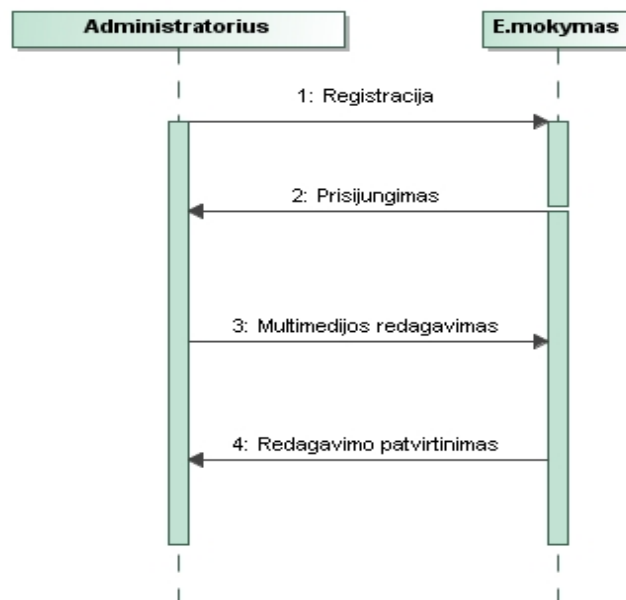 Administratorius
E.mokymas
1: Registracija
2: Prisijungimas
3: Multimedijos redagavimas
4: Redagavimo patvirtinimas